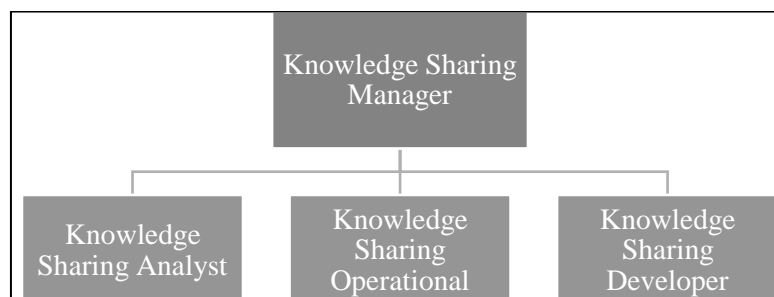 Knowledge Sharing
Manager
Knowledge
Sharing Analyst
Knowledge
Sharing
Operational
Knowledge
Sharing
Developer